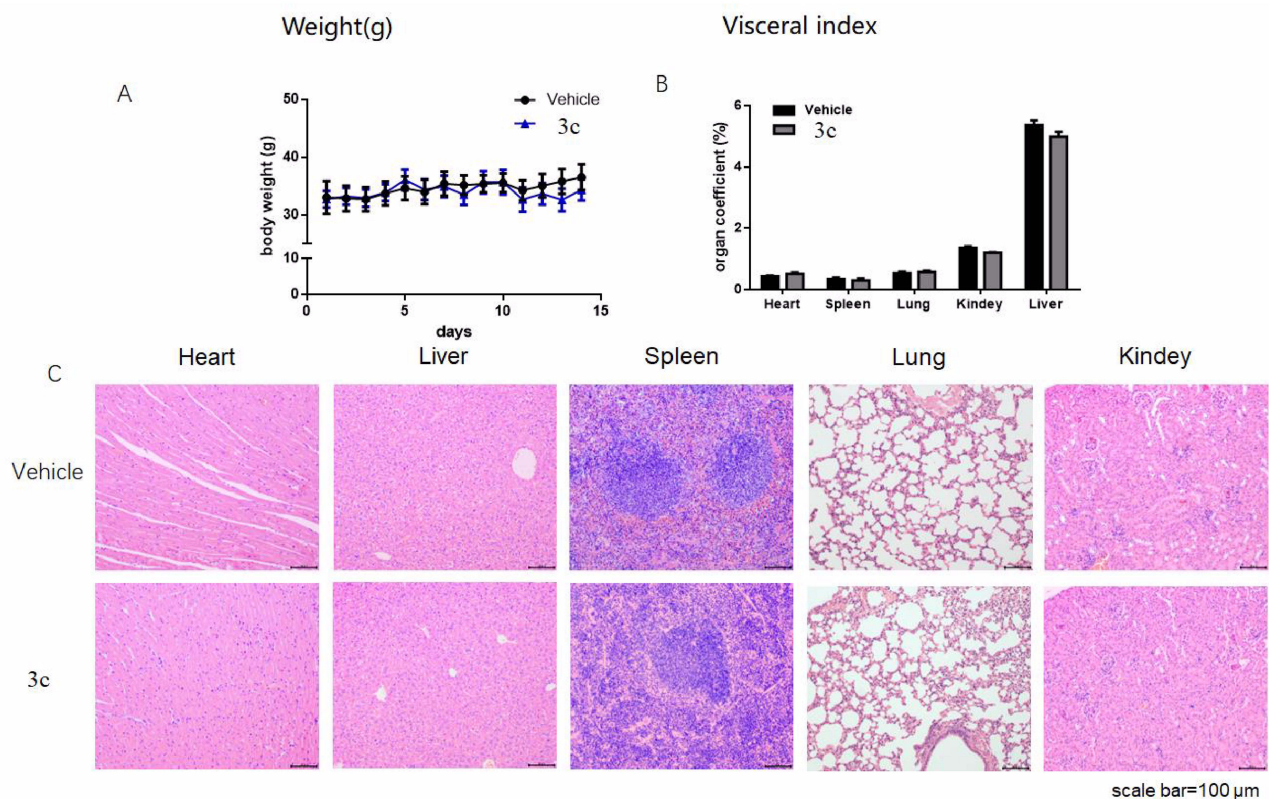 Weight(g)
Visceral index
A
Vehicle
3c
50
40
30
10
0
body weight (g)
0
5
10
15
days
B
Vehicle
3c
6
4
2
0
organ coefficient (%)
Heart
Spleen
Lung
Kindey
Liver
C
Heart
Liver
Spleen
Lung
Kindey
Vehicle
3c
scale bar=100 μm